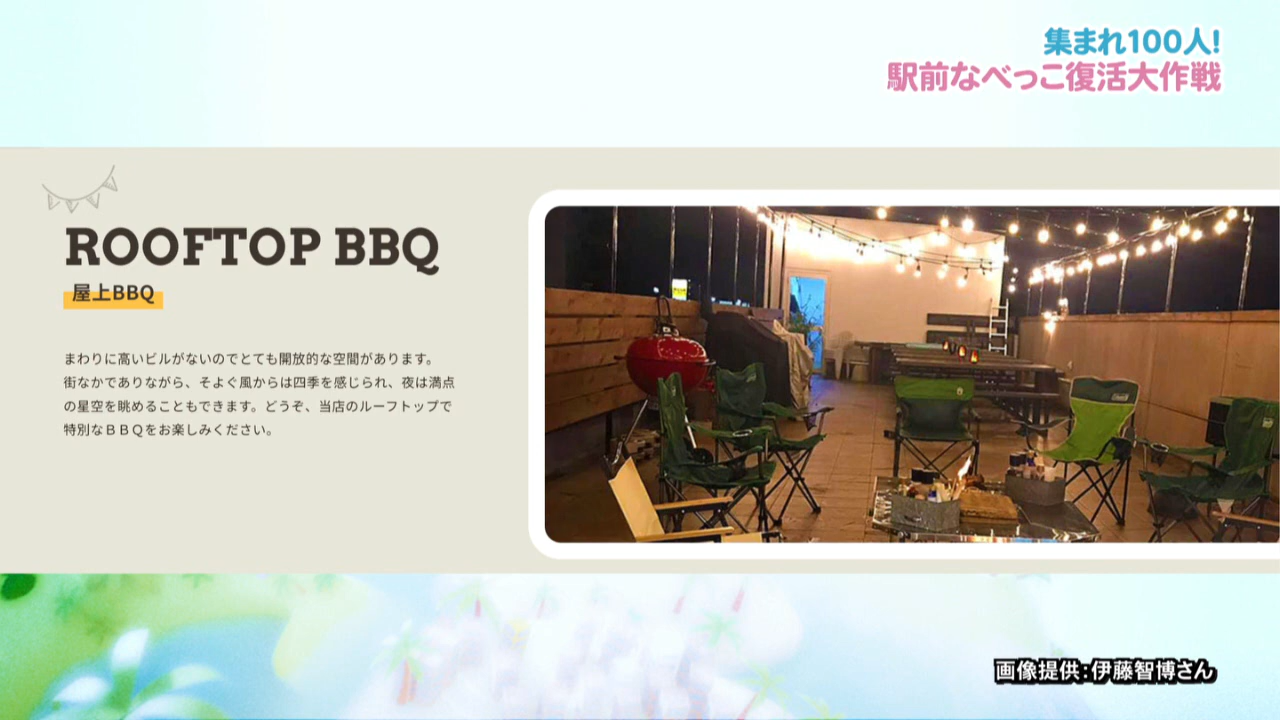 集まれ100人!
駅前なべっこ復活大作戦
ROOFTOP BBQ
屋上BBQ
まわりに高いビルがないのでとても開放的な空間があります。
街なかでありながら、そよぐ風からは四季を感じられ、夜は満点
の星空を眺めることもできます。どうぞ、当店のルーフトップで
特別なＢＢＱをお楽しみください。
画像提供:伊藤智博さん